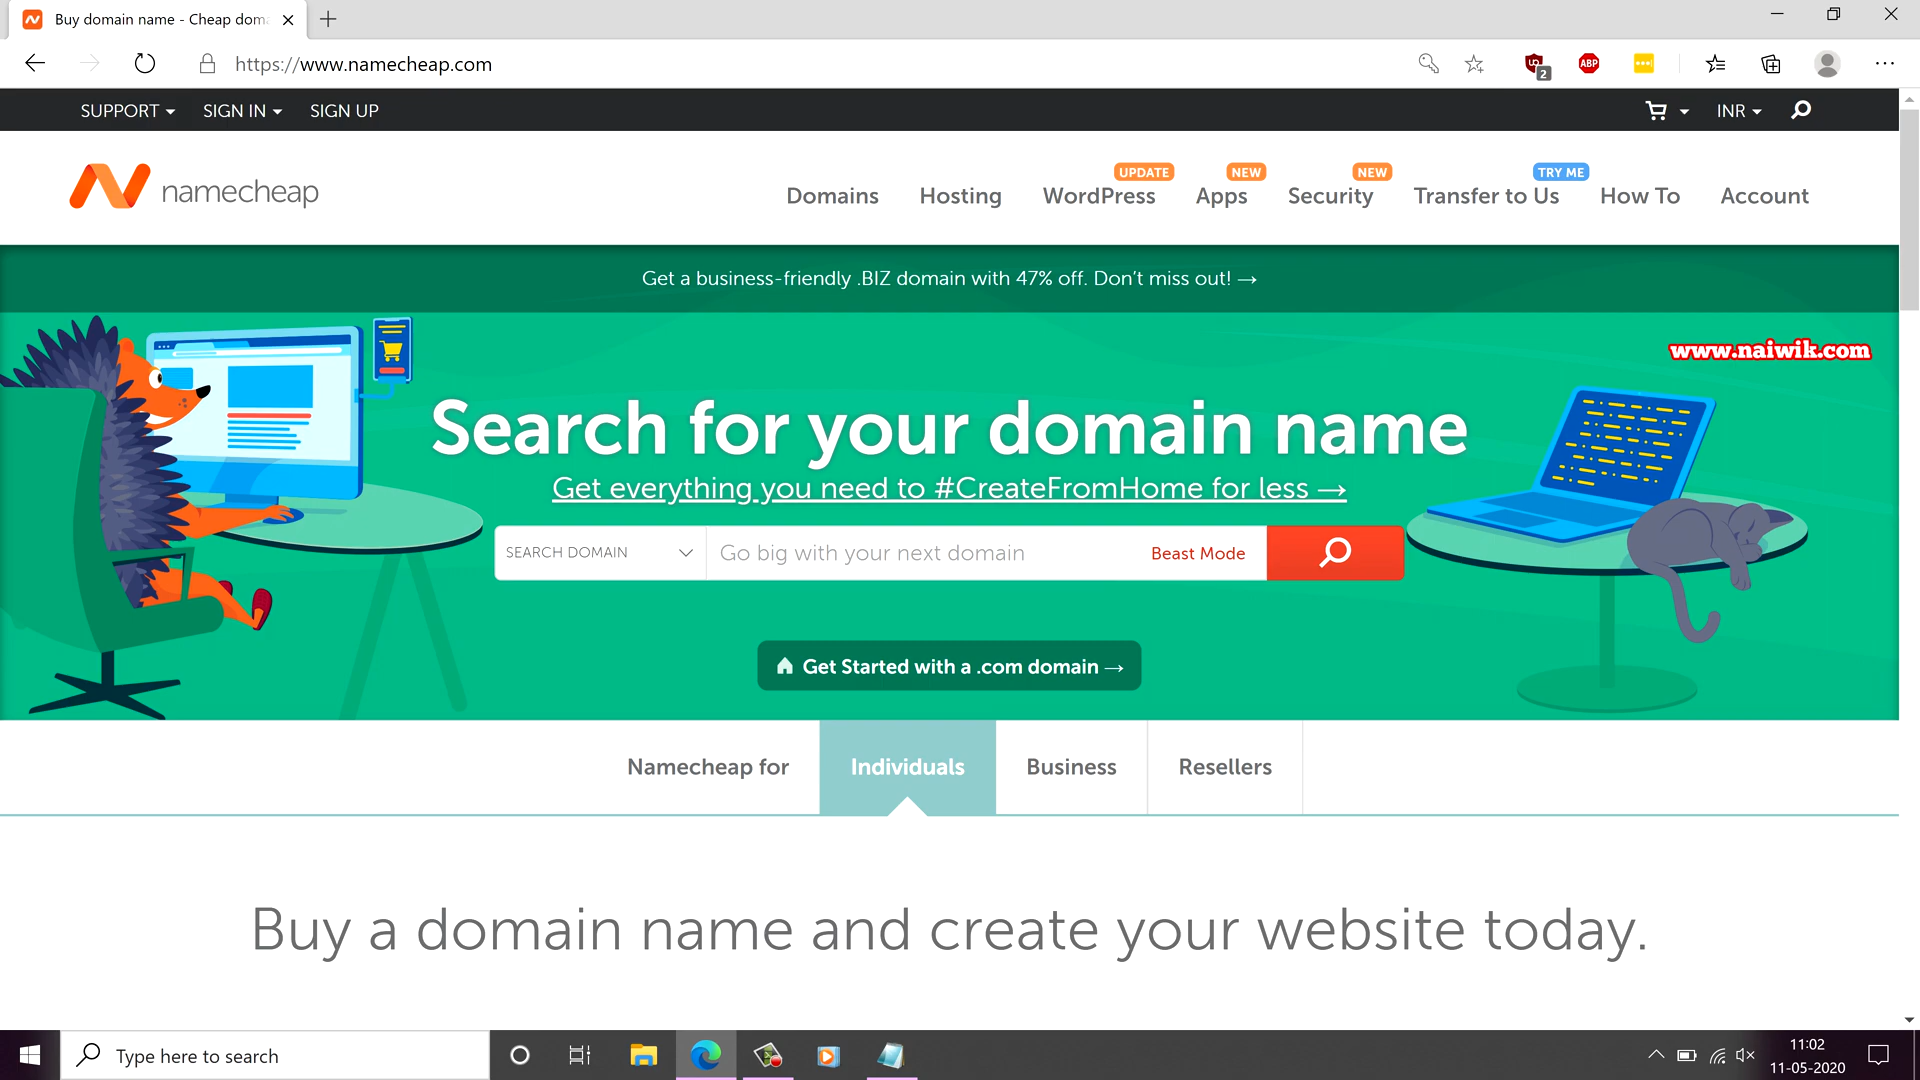 Buy domain name - Cheap doma
https://www.namecheap.com
2
ABP
SUPPORT SIGN IN SIGN UP
INR
namecheap
UPDATE NEW NEW TRY ME
Domains Hosting WordPress Apps Security Transfer to Us How To Account
Get a business-friendly .BIZ domain with 47% off. Don't miss out! →
www.naiwik.com
Search for your domain name
Get everything you need to #CreateFromHome for less →
SEARCH DOMAIN Go big with your next domain Beast Mode
Get Started with a .com domain →
Namecheap for Individuals Business Resellers
Buy a domain name and create your website today.
Type here to search
11:02
11-05-2020